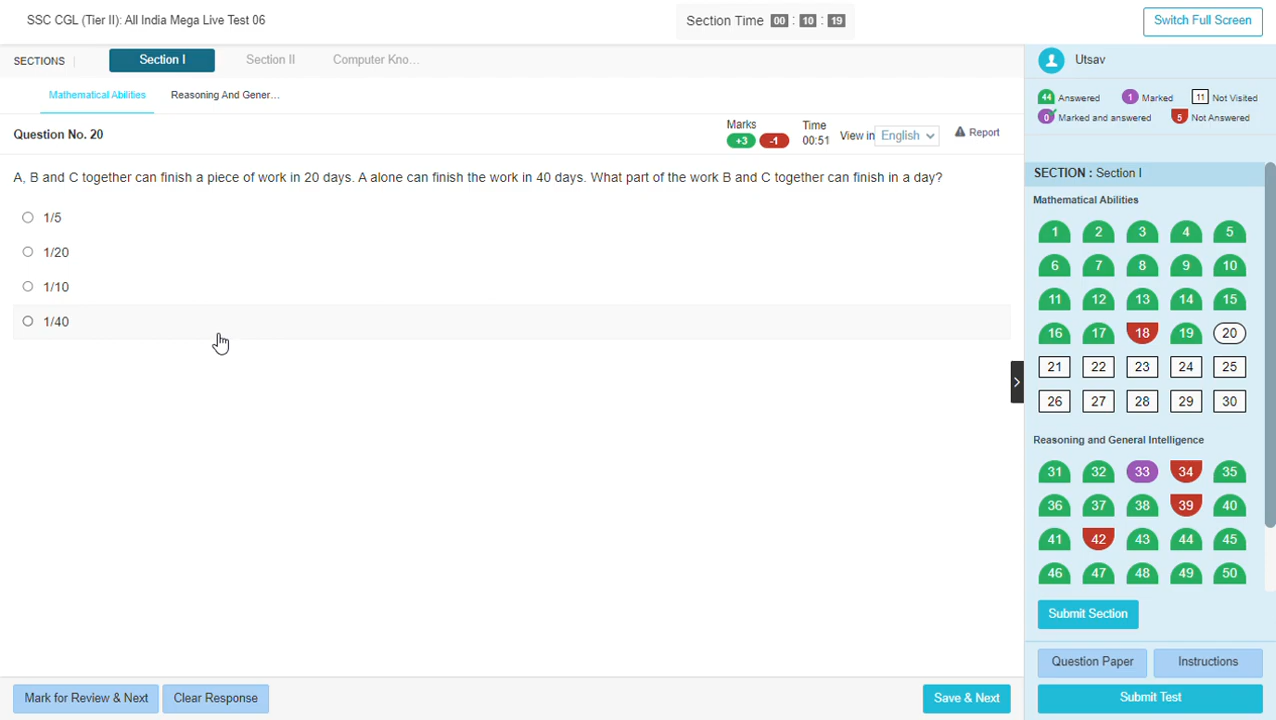 SSC CGL (Tier II): All India Mega Live Test 06
Section Time 00 : 10 : 19
Switch Full Screen
SECTIONS
Section I
Section II
Computer Kno...
Utsav
Mathematical Abilities
Reasoning And Gener...
44 Answered
1 Marked
11 Not Visited
0 Marked and answered
5 Not Answered
Question No. 20
Marks
+3 -1
Time
00:51
View in English
Report
A, B and C together can finish a piece of work in 20 days. A alone can finish the work in 40 days. What part of the work B and C together can finish in a day?
1/5
1/20
1/10
1/40
SECTION : Section I
Mathematical Abilities
1 2 3 4 5
6 7 8 9 10
11 12 13 14 15
16 17 18 19 20
21 22 23 24 25
26 27 28 29 30
Reasoning and General Intelligence
31 32 33 34 35
36 37 38 39 40
41 42 43 44 45
46 47 48 49 50
Submit Section
Question Paper
Instructions
Mark for Review & Next
Clear Response
Save & Next
Submit Test